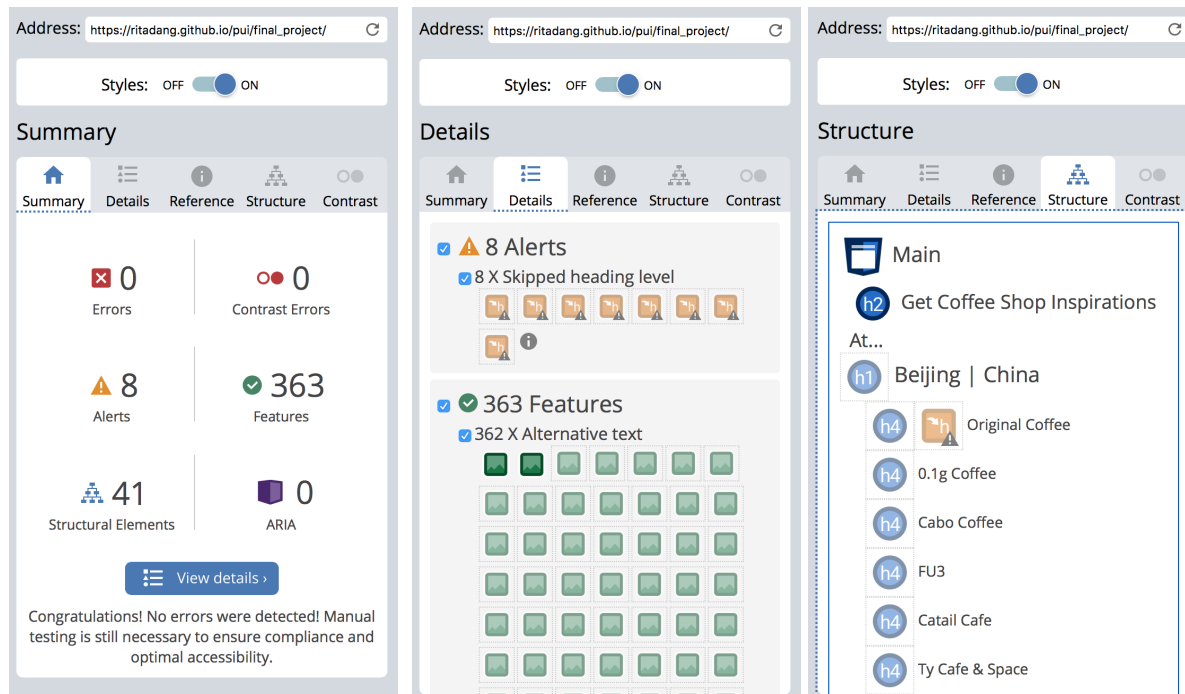 Address: https://ritadang.github.io/pui/final_project/
Styles: OFF ON
Summary
Summary Details Reference Structure Contrast
0 0
Errors Contrast Errors
8 363
Alerts Features
41 0
Structural Elements ARIA
View details ›
Congratulations! No errors were detected! Manual
testing is still necessary to ensure compliance and
optimal accessibility.
Address: https://ritadang.github.io/pui/final_project/
Styles: OFF ON
Details
Summary Details Reference Structure Contrast
8 Alerts
8 X Skipped heading level
h h h h h h h
h i
363 Features
362 X Alternative text
Address: https://ritadang.github.io/pui/final_project/
Styles: OFF ON
Structure
Summary Details Reference Structure Contrast
Main
h2 Get Coffee Shop Inspirations
At...
h1 Beijing | China
h4 h Original Coffee
h4 0.1g Coffee
h4 Cabo Coffee
h4 FU3
h4 Catail Cafe
h4 Ty Cafe & Space